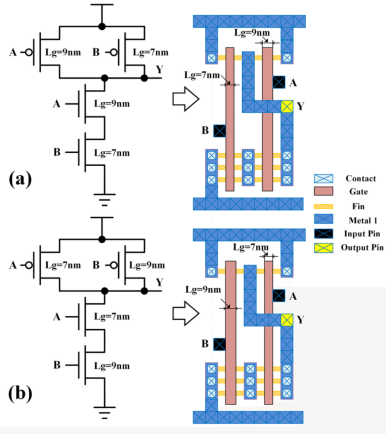 A
Lg=9nm
B
Lg=7nm
Y
A
Lg=9nm
B
Lg=7nm
(a)
Lg=9nm
Lg=7nm
A
Y
B
Contact
Gate
Fin
Metal 1
Input Pin
Output Pin
A
Lg=7nm
B
Lg=9nm
Y
A
Lg=7nm
B
Lg=9nm
(b)
Lg=7nm
Lg=9nm
A
Y
B